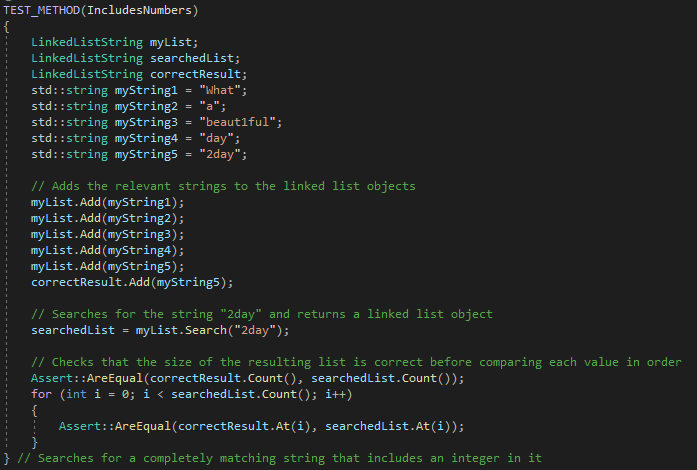 TEST_METHOD(IncludesNumbers)
{
    LinkedListString myList;
    LinkedListString searchedList;
    LinkedListString correctResult;
    std::string myString1 = "What";
    std::string myString2 = "a";
    std::string myString3 = "beaut1ful";
    std::string myString4 = "day";
    std::string myString5 = "2day";

    // Adds the relevant strings to the linked list objects
    myList.Add(myString1);
    myList.Add(myString2);
    myList.Add(myString3);
    myList.Add(myString4);
    myList.Add(myString5);
    correctResult.Add(myString5);

    // Searches for the string "2day" and returns a linked list object
    searchedList = myList.Search("2day");

    // Checks that the size of the resulting list is correct before comparing each value in order
    Assert::AreEqual(correctResult.Count(), searchedList.Count());
    for (int i = 0; i < searchedList.Count(); i++)
    {
        Assert::AreEqual(correctResult.At(i), searchedList.At(i));
    }
} // Searches for a completely matching string that includes an integer in it